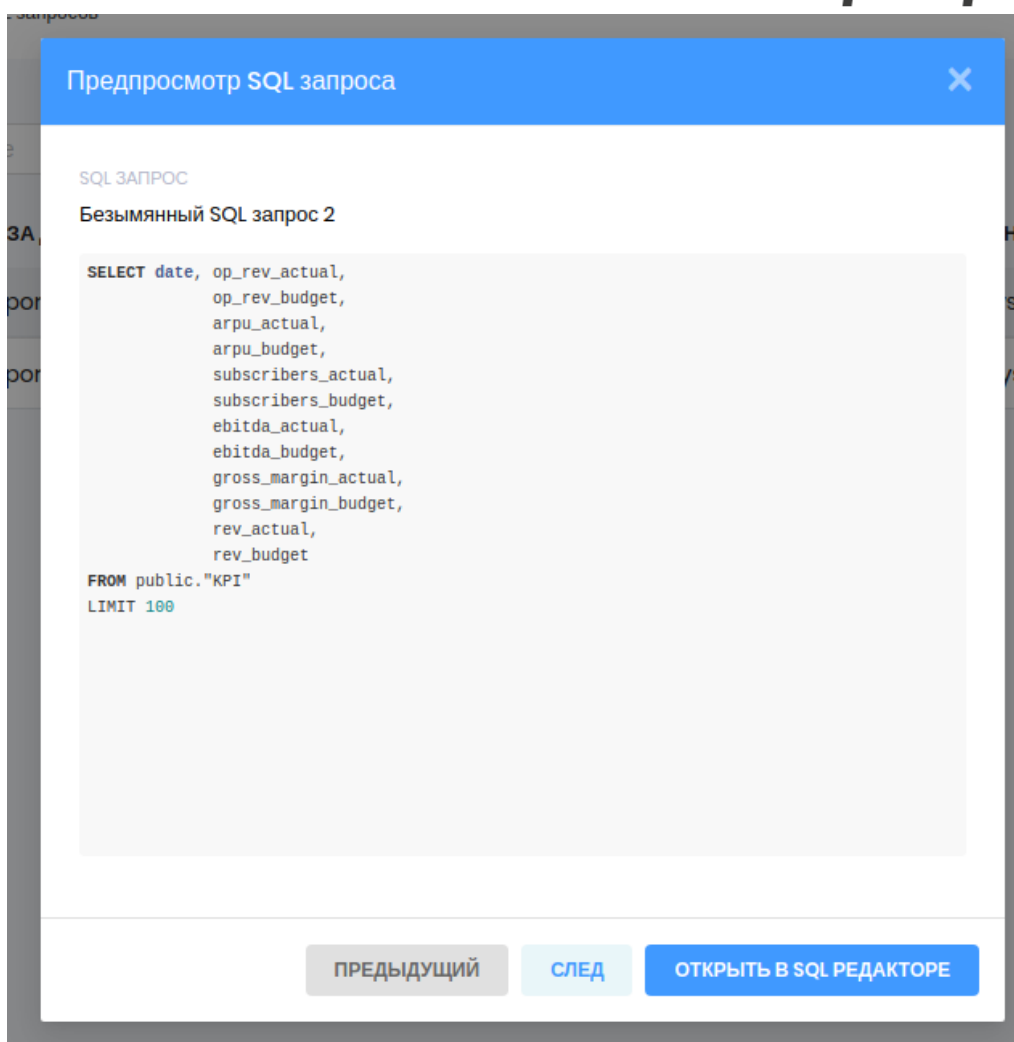 запросов
Предпросмотр SQL запроса
SQL ЗАПРОС
Безымянный SQL запрос 2
SELECT date, op_rev_actual,
op_rev_budget,
arpu_actual,
arpu_budget,
subscribers_actual,
subscribers_budget,
ebitda_actual,
ebitda_budget,
gross_margin_actual,
gross_margin_budget,
rev_actual,
rev_budget
FROM public."KPI"
LIMIT 100
ПРЕДЫДУЩИЙ СЛЕД ОТКРЫТЬ В SQL РЕДАКТОРЕ